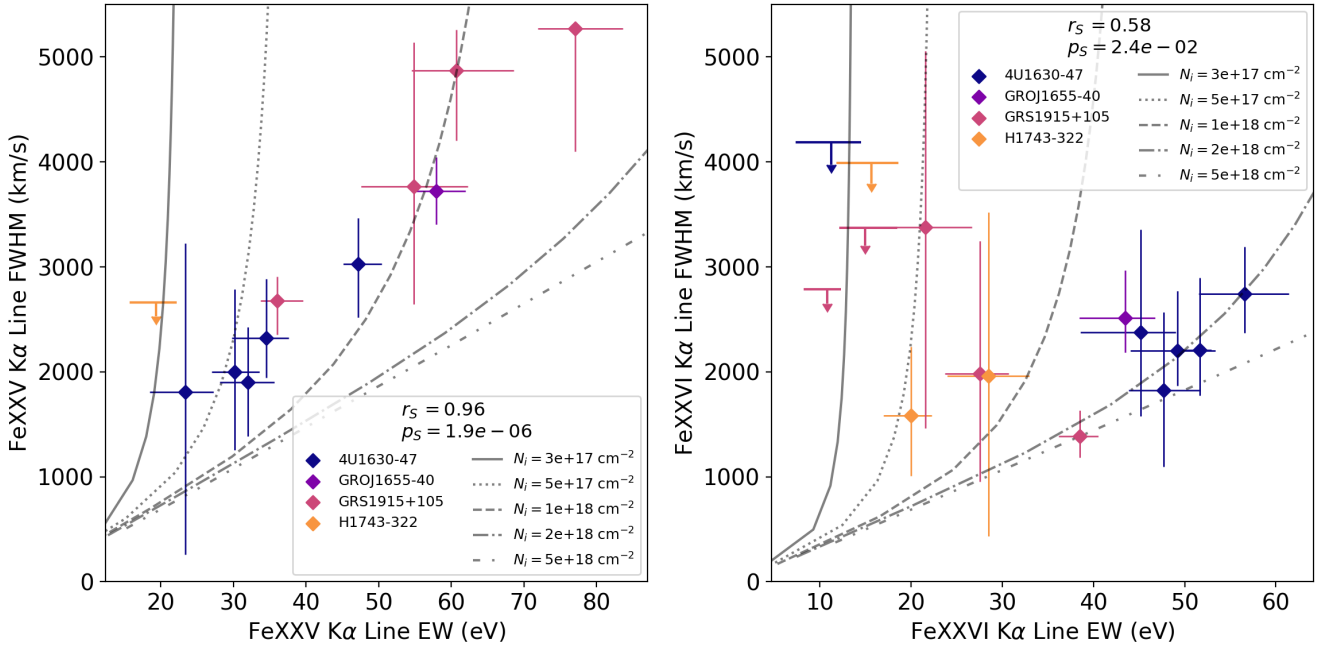 5000
4000
3000
2000
1000
0
FeXXV Kα Line FWHM (km/s)
20 30 40 50 60 70 80
FeXXV Kα Line EW (eV)
r_S = 0.96
p_S = 1.9e − 06
4U1630-47
GROJ1655-40
GRS1915+105
H1743-322
N_i = 3e+17 cm⁻²
N_i = 5e+17 cm⁻²
N_i = 1e+18 cm⁻²
N_i = 2e+18 cm⁻²
N_i = 5e+18 cm⁻²
5000
4000
3000
2000
1000
0
FeXXVI Kα Line FWHM (km/s)
10 20 30 40 50 60
FeXXVI Kα Line EW (eV)
r_S = 0.58
p_S = 2.4e − 02
4U1630-47
GROJ1655-40
GRS1915+105
H1743-322
N_i = 3e+17 cm⁻²
N_i = 5e+17 cm⁻²
N_i = 1e+18 cm⁻²
N_i = 2e+18 cm⁻²
N_i = 5e+18 cm⁻²